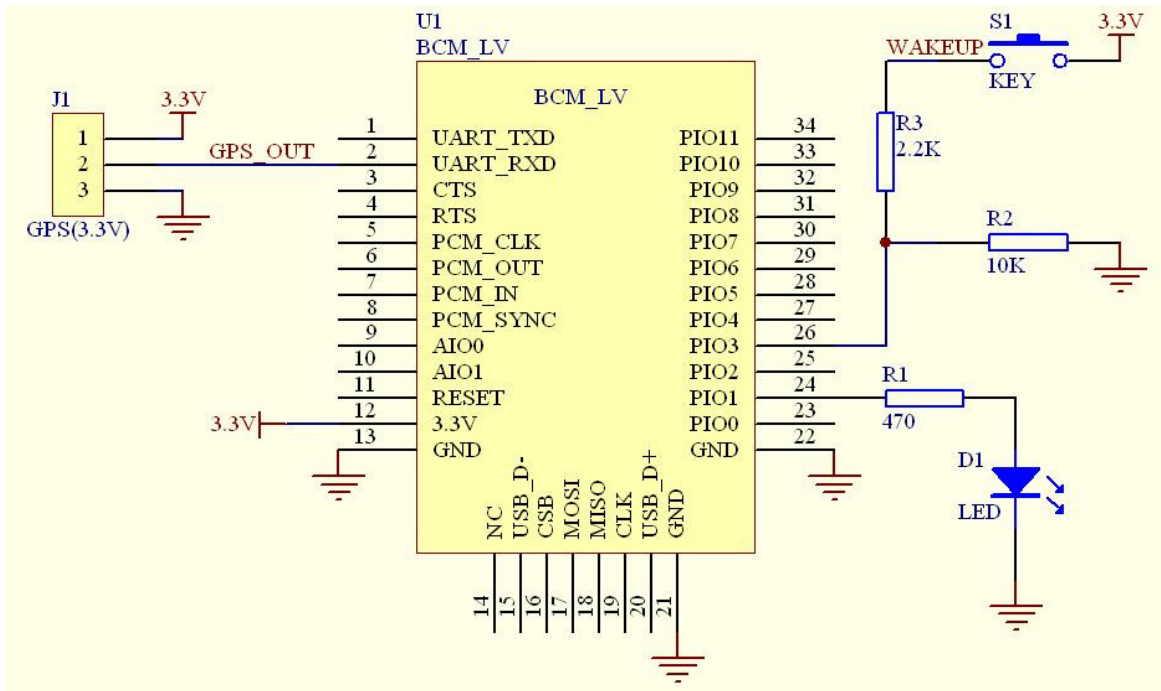 U1
BCM_LV
BCM_LV
J1
3.3V
1
2
3
GPS(3.3V)
GPS_OUT
1 UART_TXD
2 UART_RXD
3 CTS
4 RTS
5 PCM_CLK
6 PCM_OUT
7 PCM_IN
8 PCM_SYNC
9 AIO0
10 AIO1
11 RESET
3.3V 12 3.3V
13 GND
14 NC
15 USB_D-
16 CSB
17 MOSI
18 MISO
19 CLK
20 USB_D+
21 GND
PIO11 34
PIO10 33
PIO9 32
PIO8 31
PIO7 30
PIO6 29
PIO5 28
PIO4 27
PIO3 26
PIO2 25
PIO1 24
PIO0 23
GND 22
WAKEUP
S1
KEY
3.3V
R3
2.2K
R2
10K
R1
470
D1
LED